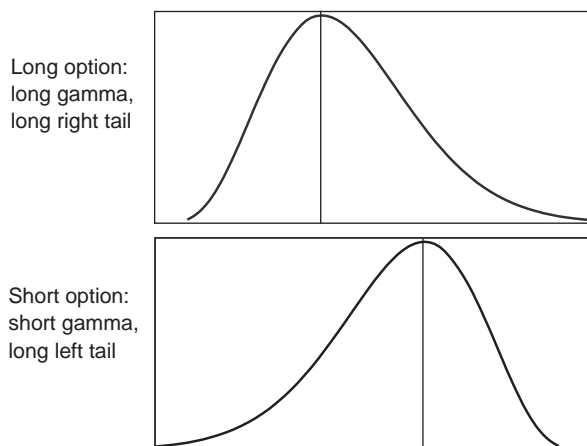 Long option:
long gamma,
long right tail
Short option:
short gamma,
long left tail